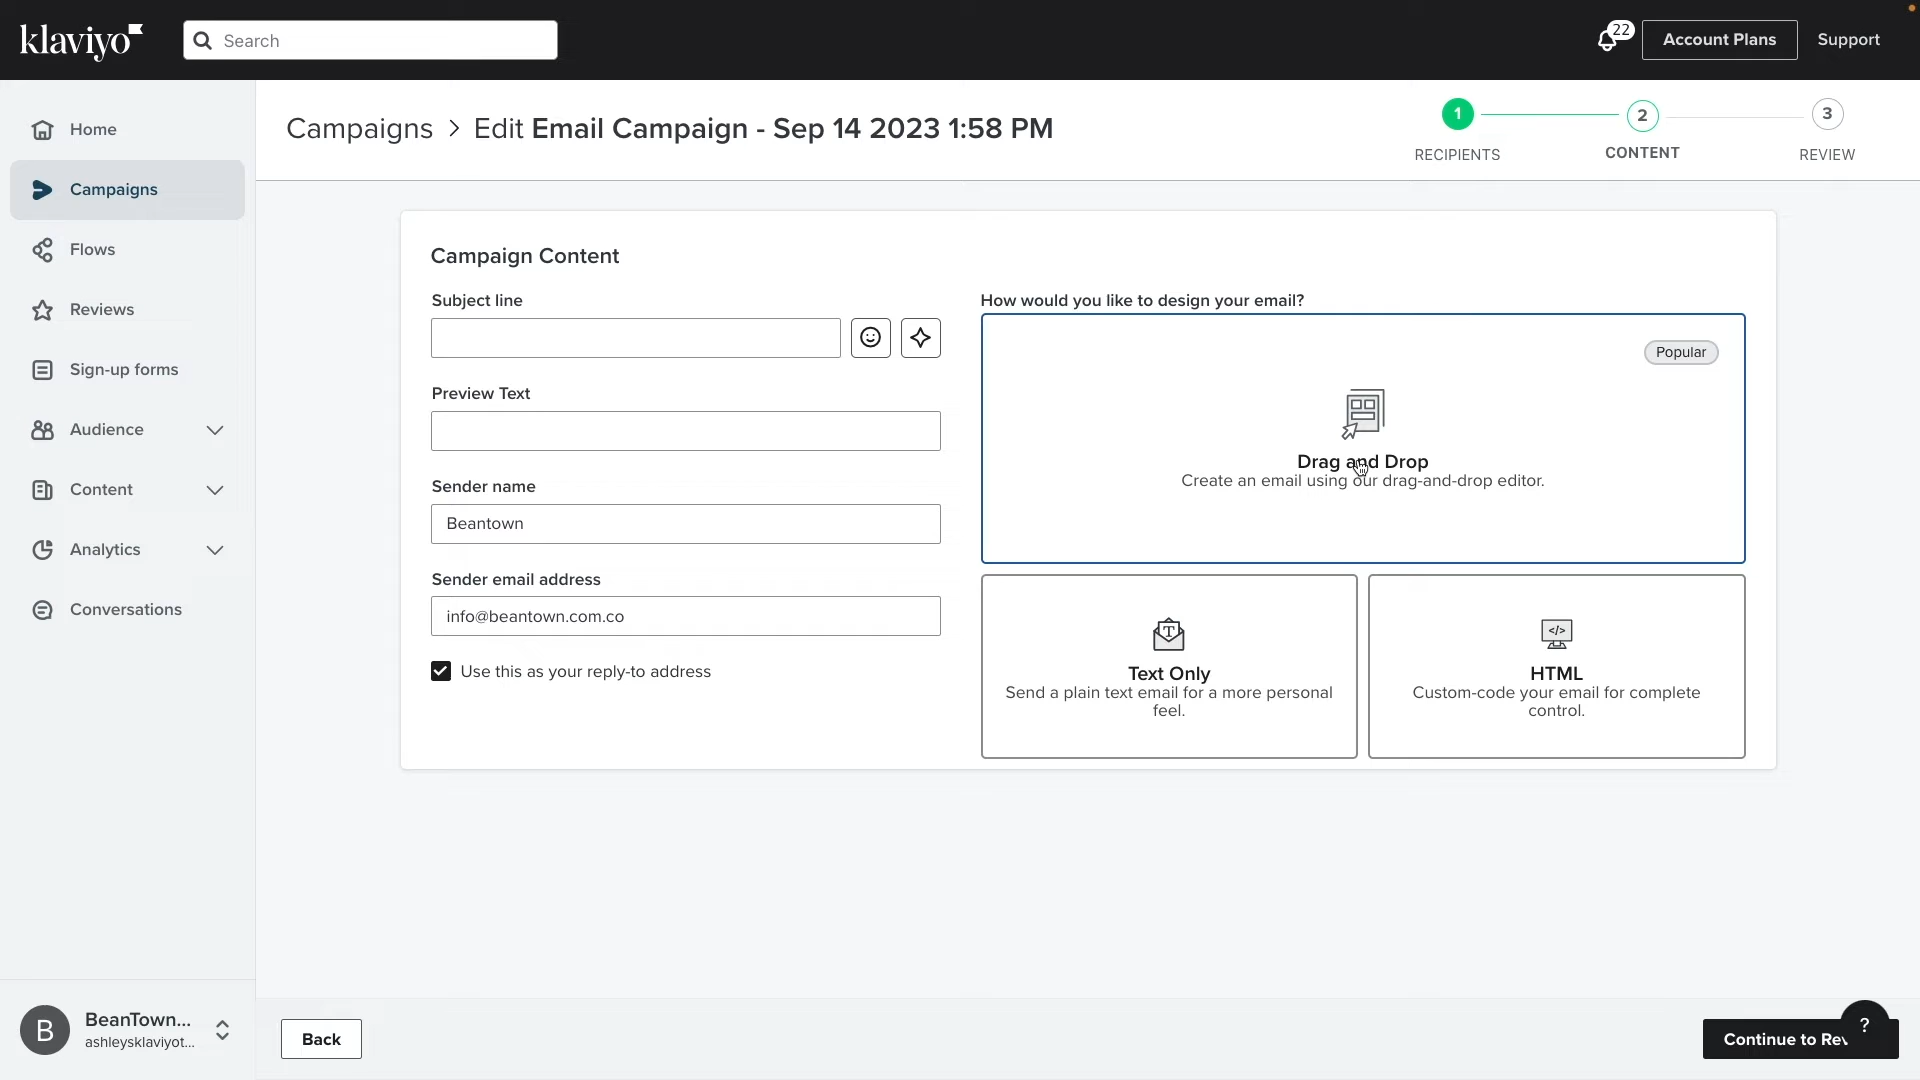 klaviyo
Search
22
Account Plans
Support
Home
Campaigns
Flows
Reviews
Sign-up forms
Audience
Content
Analytics
Conversations
Campaigns > Edit Email Campaign - Sep 14 2023 1:58 PM
1
RECIPIENTS
2
CONTENT
3
REVIEW
Campaign Content
Subject line
Preview Text
Sender name
Beantown
Sender email address
info@beantown.com.co
Use this as your reply-to address
How would you like to design your email?
Popular
Drag and Drop
Create an email using our drag-and-drop editor.
T
Text Only
Send a plain text email for a more personal
feel.
</>
HTML
Custom-code your email for complete
control.
B
BeanTown...
ashleysklaviyot...
Back
Continue to Rev
?